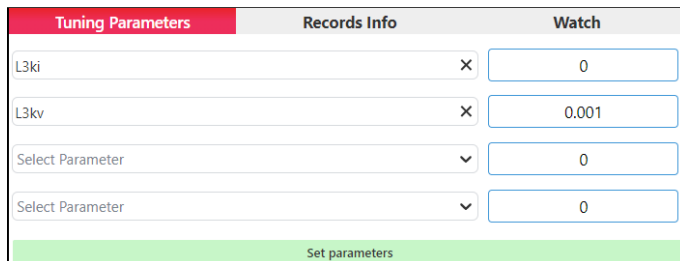 Tuning Parameters Records Info Watch
L3ki 0
L3kv 0.001
Select Parameter 0
Select Parameter 0
Set parameters